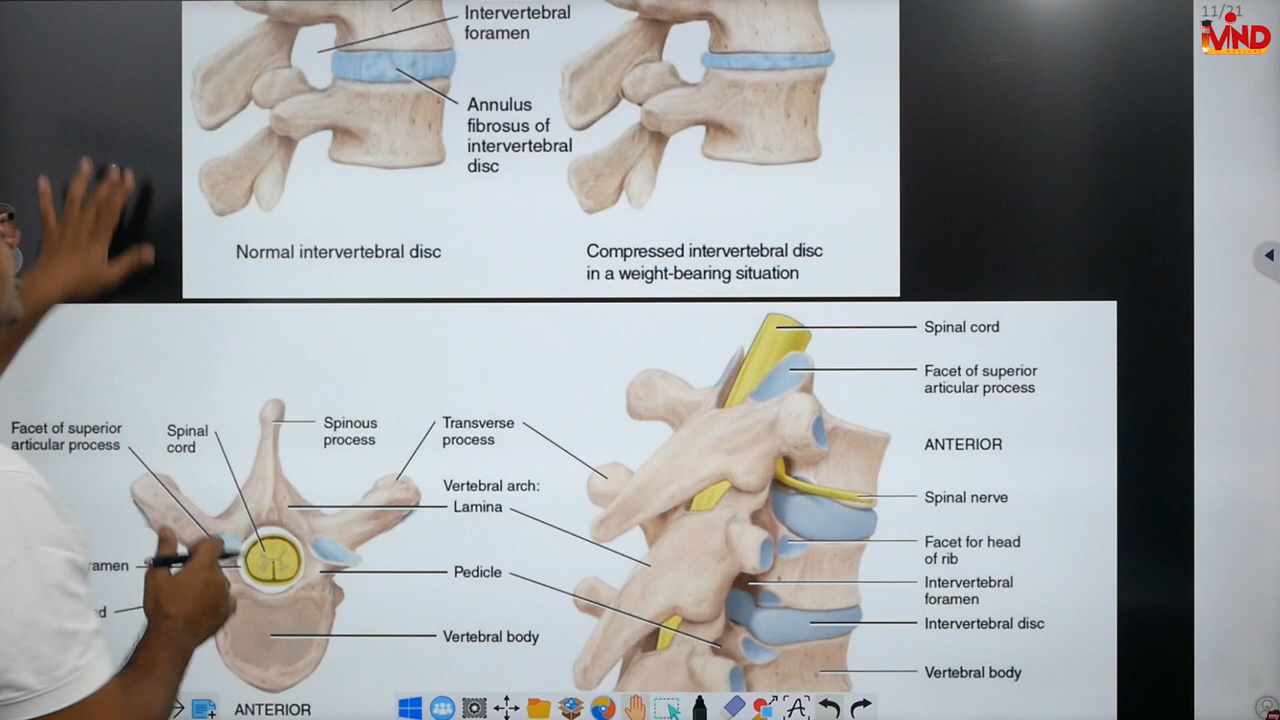 11/21
iMIND
Intervertebral
foramen
Annulus
fibrosus of
intervertebral
disc
Normal intervertebral disc
Compressed intervertebral disc
in a weight-bearing situation
Facet of superior
articular process
Spinal
cord
Spinous
process
Transverse
process
Vertebral arch:
Lamina
Pedicle
Vertebral body
ANTERIOR
Spinal cord
Facet of superior
articular process
ANTERIOR
Spinal nerve
Facet for head
of rib
Intervertebral
foramen
Intervertebral disc
Vertebral body